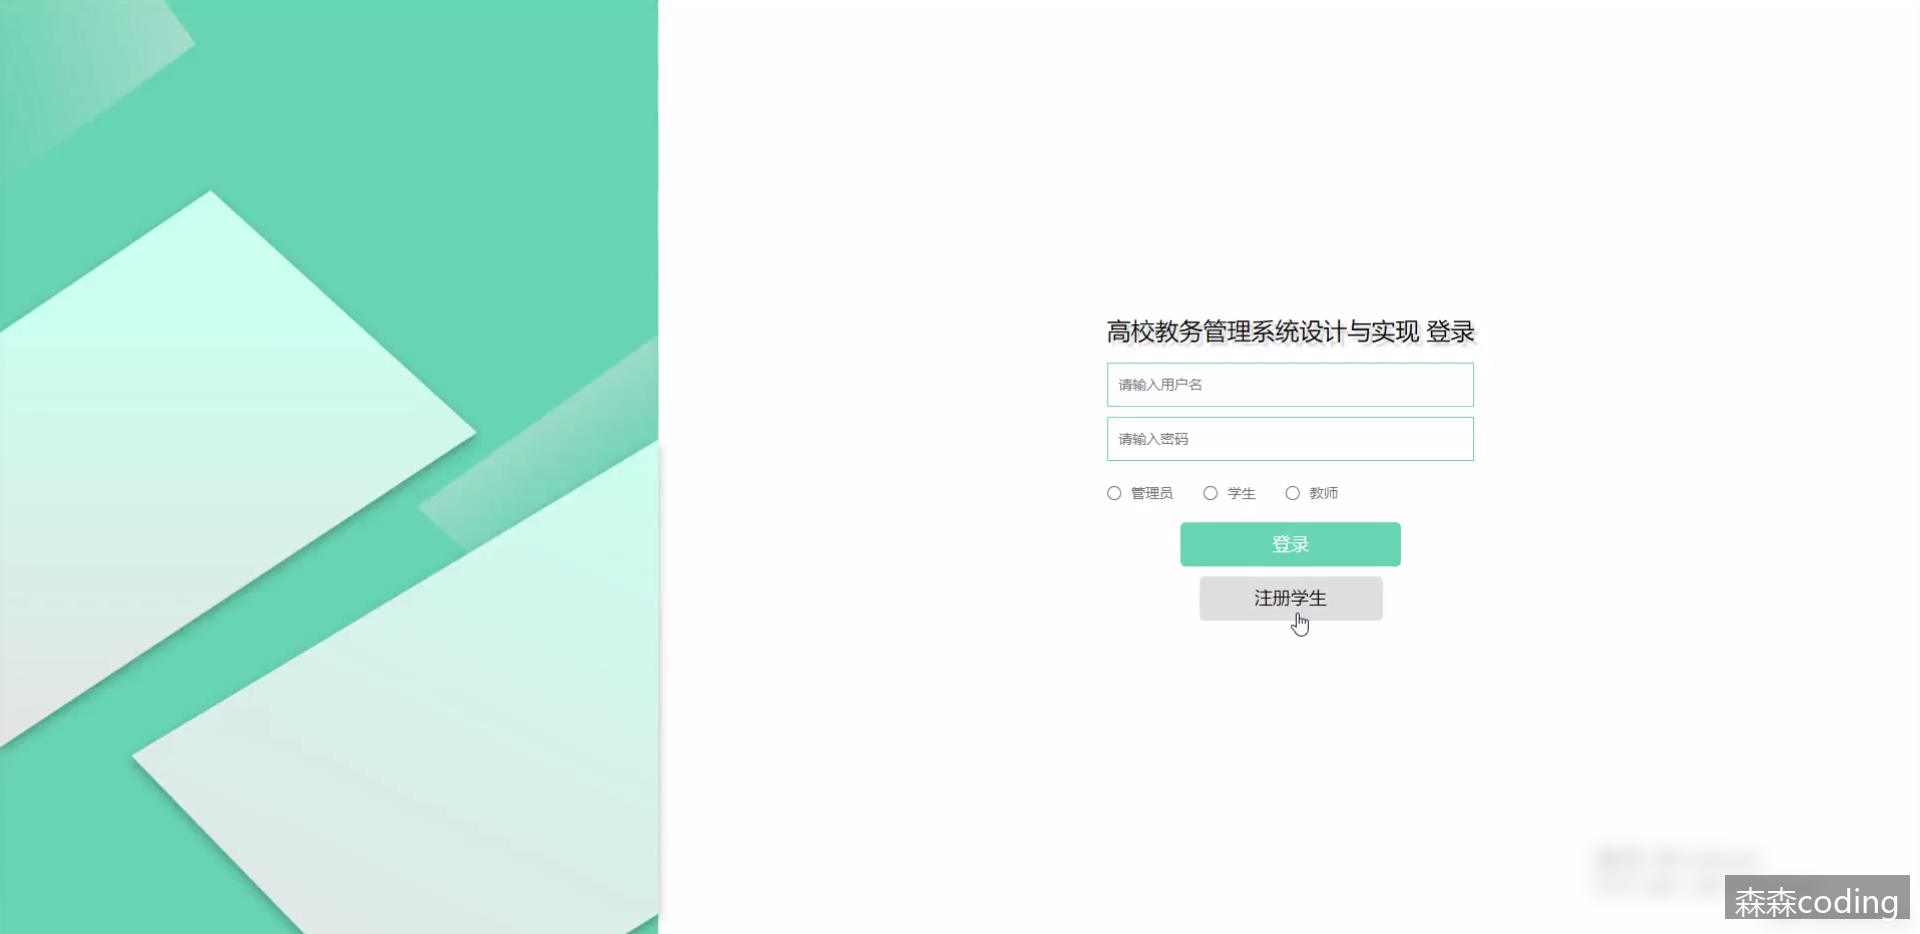 高校教务管理系统设计与实现 登录
请输入用户名
请输入密码
管理员 学生 教师
登录
注册学生
森森coding